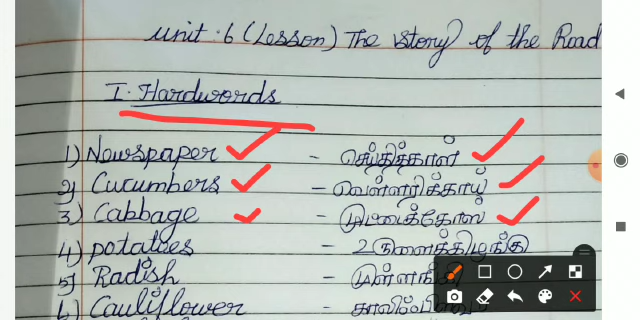 Unit : 6 (Lesson) The Story of the Road
I. Hardwords
1) Newspaper - செய்தித்தாள்
2) Cucumbers - வெள்ளரிக்காய்
3) Cabbage - முட்டைக்கோஸ்
4) potatoes - உருளைக்கிழங்கு
5) Radish - முள்ளங்கி
6) Cauliflower -